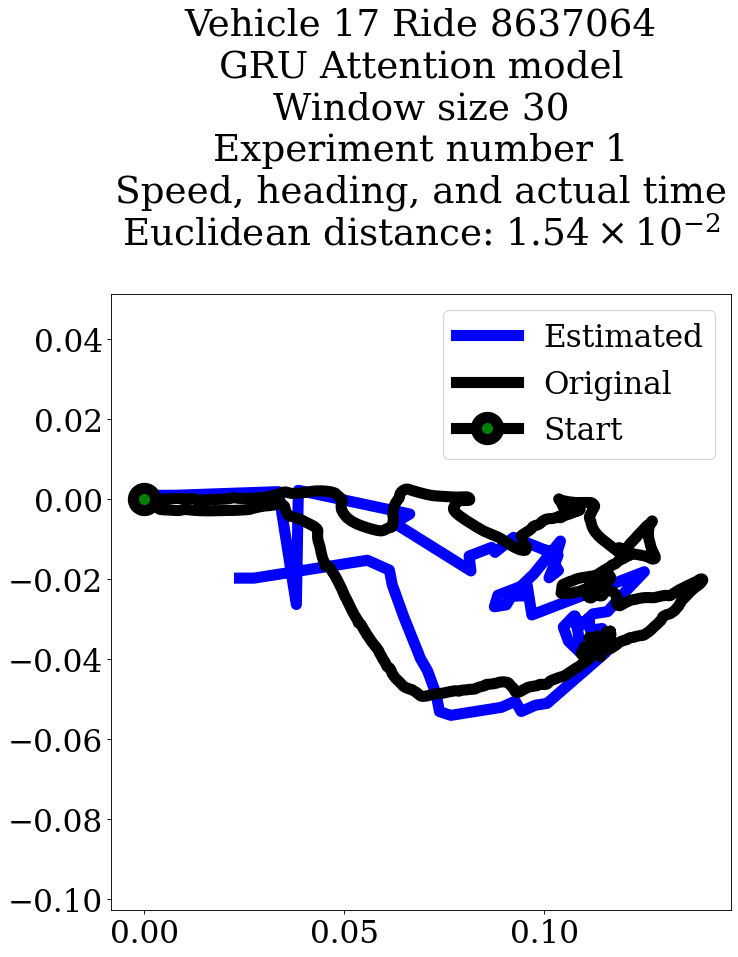 Vehicle 17 Ride 8637064
GRU Attention model
Window size 30
Experiment number 1
Speed, heading, and actual time
Euclidean distance: 1.54 × 10⁻²
Estimated
Original
Start
0.04
0.02
0.00
−0.02
−0.04
−0.06
−0.08
−0.10
0.00 0.05 0.10